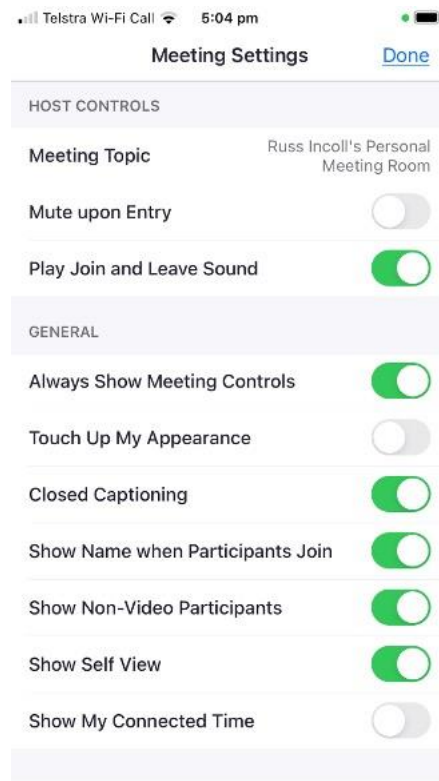 Telstra Wi-Fi Call 5:04 pm
Meeting Settings Done
HOST CONTROLS
Meeting Topic Russ Incoll's Personal
Meeting Room
Mute upon Entry
Play Join and Leave Sound
GENERAL
Always Show Meeting Controls
Touch Up My Appearance
Closed Captioning
Show Name when Participants Join
Show Non-Video Participants
Show Self View
Show My Connected Time